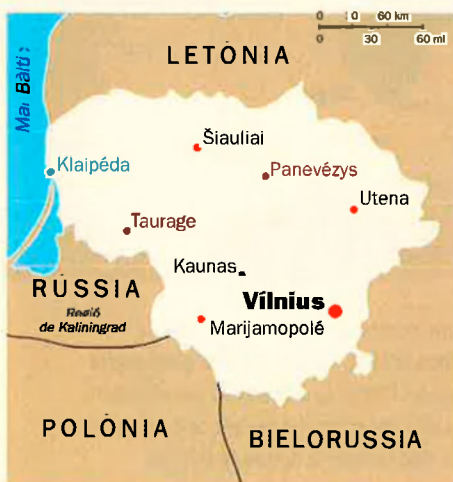 0 30 60 km
0 30 60 ml
LETÒNIA
Mar Bàltic
Šiauliai
Klaipéda
Panevézys
Utena
Taurage
Kaunas
RÚSSIA
Regió
de Kaliningrad
Vílnius
Marijamopolé
POLÒNIA
BIELORUSSIA